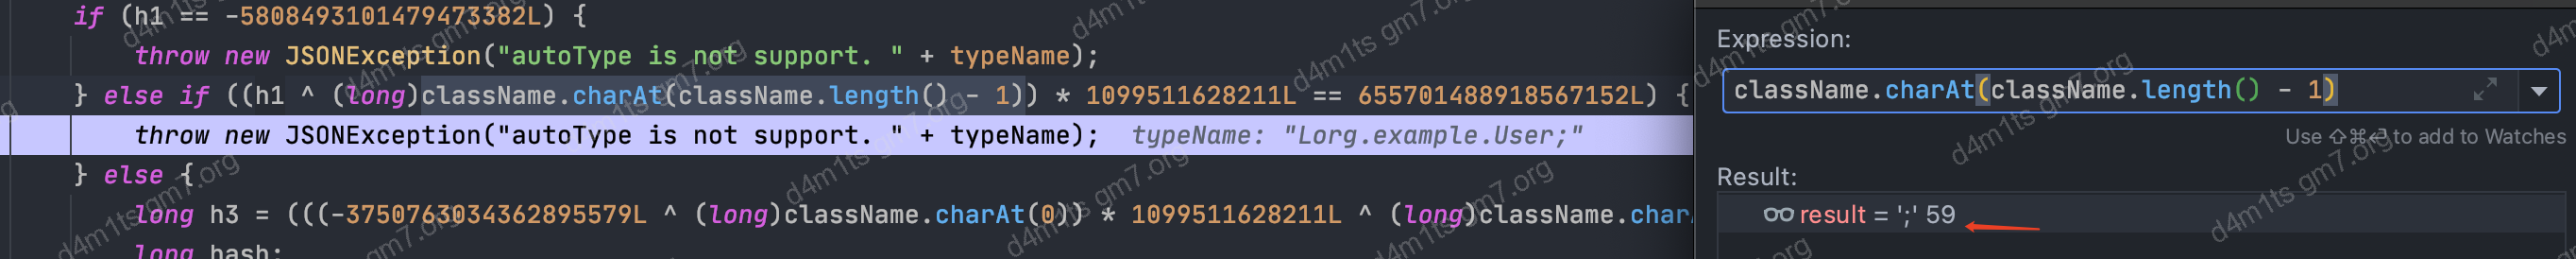 if (h1 == -5808493101479473382L) {
throw new JSONException("autoType is not support. " + typeName);
} else if ((h1 ^ (long)className.charAt(className.length() - 1)) * 1099511628211L == 655701488918567152L) {
throw new JSONException("autoType is not support. " + typeName);  typeName: "Lorg.example.User;"
} else {
long h3 = (((-3750763034362895579L ^ (long)className.charAt(0)) * 1099511628211L ^ (long)className.char
long hash;
Expression:
className.charAt(className.length() - 1)
Use ⇧⌘⏎ to add to Watches
Result:
result = ';' 59
d4m1ts gm7.org